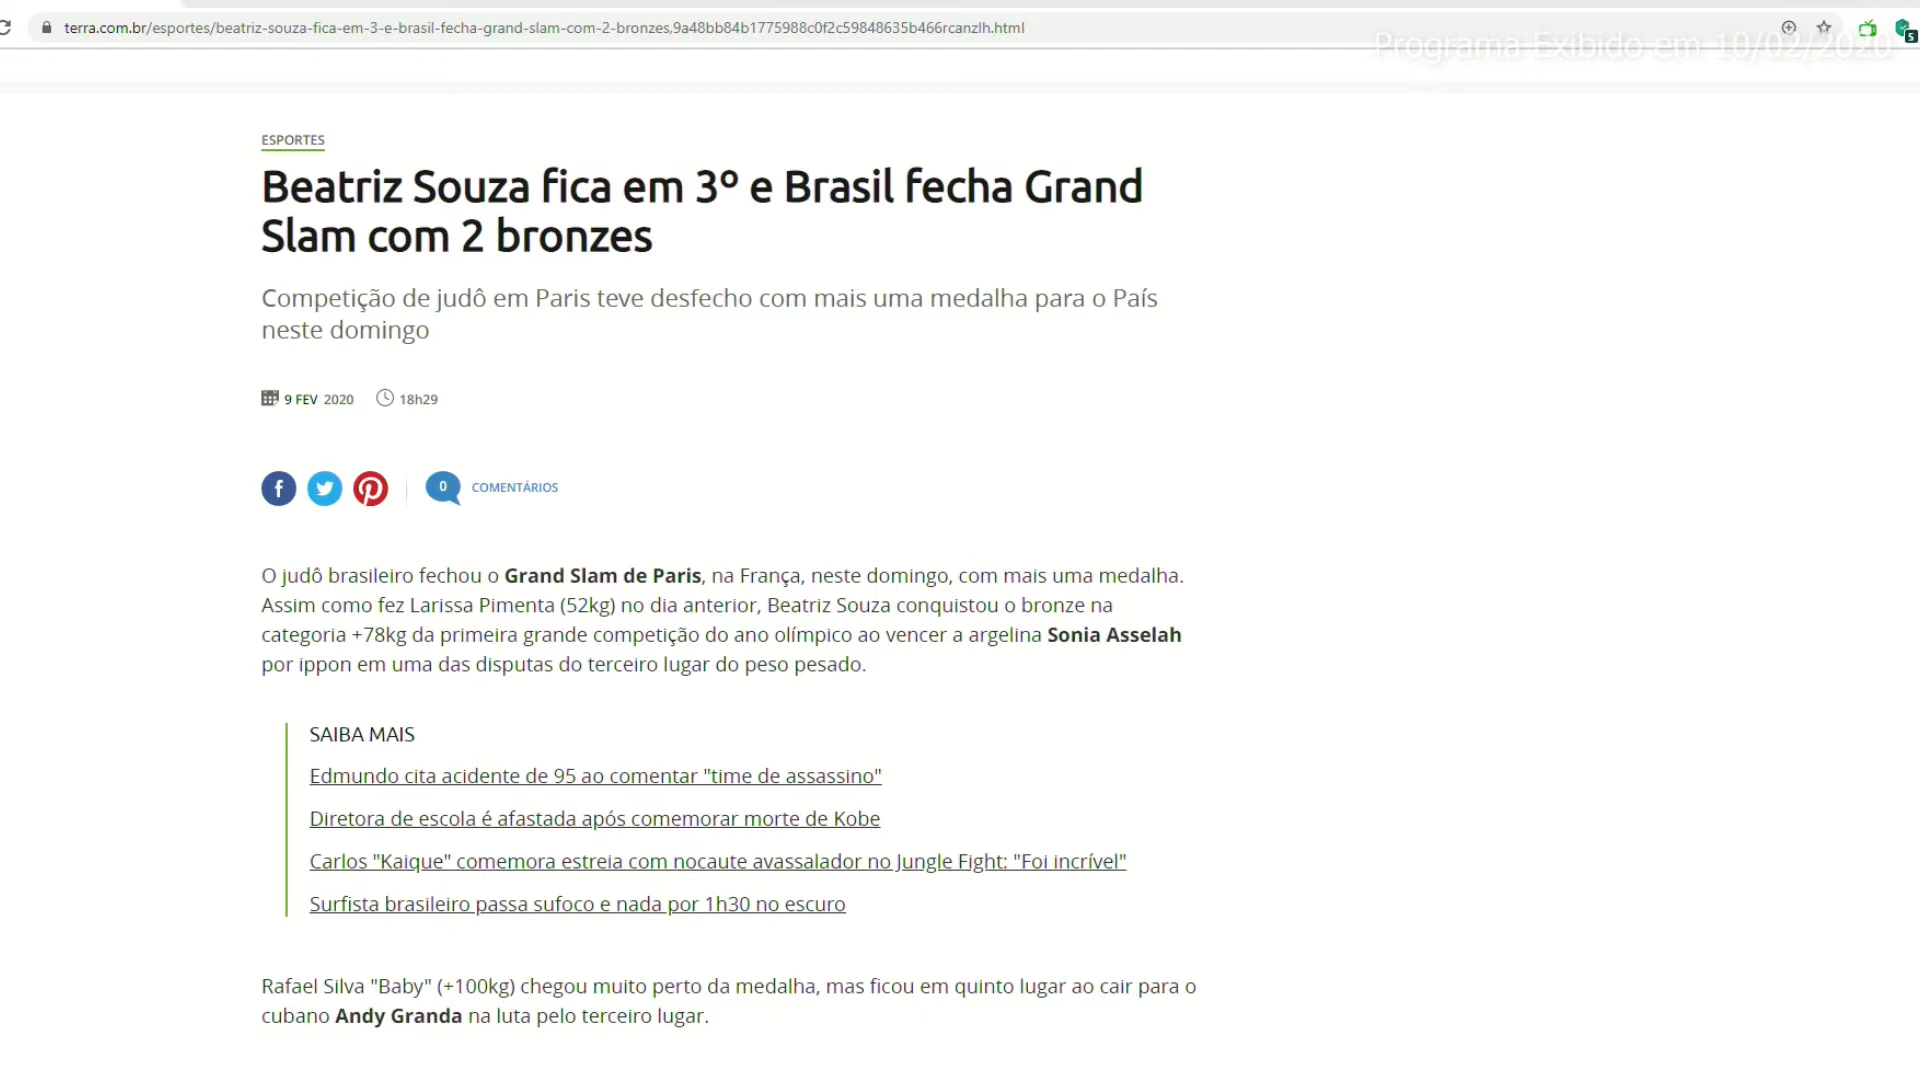 terra.com.br/esportes/beatriz-souza-fica-em-3-e-brasil-fecha-grand-slam-com-2-bronzes,9a48bb84b1775988c0f2c59848635b466rcanzlh.html
5
Programa Exibido em 10/02/2020
ESPORTES
Beatriz Souza fica em 3º e Brasil fecha Grand
Slam com 2 bronzes
Competição de judô em Paris teve desfecho com mais uma medalha para o País
neste domingo
9 FEV 2020 18h29
0 COMENTÁRIOS
O judô brasileiro fechou o Grand Slam de Paris, na França, neste domingo, com mais uma medalha.
Assim como fez Larissa Pimenta (52kg) no dia anterior, Beatriz Souza conquistou o bronze na
categoria +78kg da primeira grande competição do ano olímpico ao vencer a argelina Sonia Asselah
por ippon em uma das disputas do terceiro lugar do peso pesado.
SAIBA MAIS
Edmundo cita acidente de 95 ao comentar "time de assassino"
Diretora de escola é afastada após comemorar morte de Kobe
Carlos "Kaique" comemora estreia com nocaute avassalador no Jungle Fight: "Foi incrível"
Surfista brasileiro passa sufoco e nada por 1h30 no escuro
Rafael Silva "Baby" (+100kg) chegou muito perto da medalha, mas ficou em quinto lugar ao cair para o
cubano Andy Granda na luta pelo terceiro lugar.